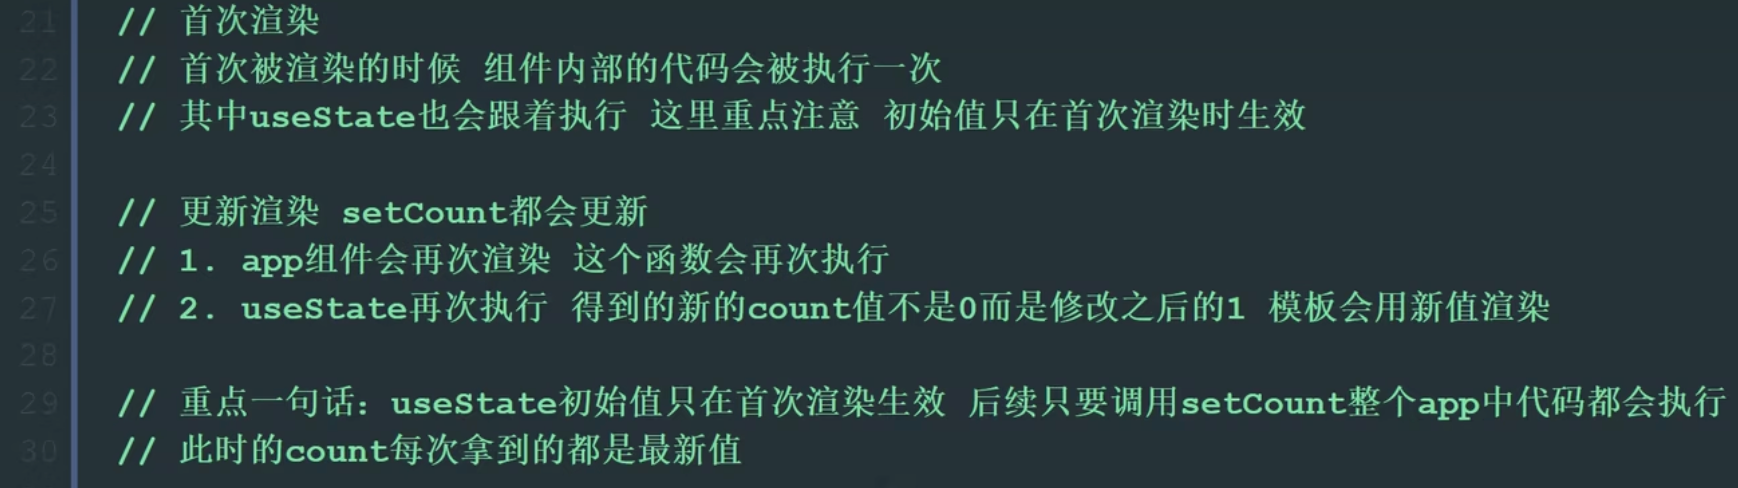 21 // 首次渲染
22 // 首次被渲染的时候 组件内部的代码会被执行一次
23 // 其中useState也会跟着执行 这里重点注意 初始值只在首次渲染时生效
24
25 // 更新渲染 setCount都会更新
26 // 1. app组件会再次渲染 这个函数会再次执行
27 // 2. useState再次执行 得到的新的count值不是0而是修改之后的1 模板会用新值渲染
28
29 // 重点一句话：useState初始值只在首次渲染生效 后续只要调用setCount整个app中代码都会执行
30 // 此时的count每次拿到的都是最新值